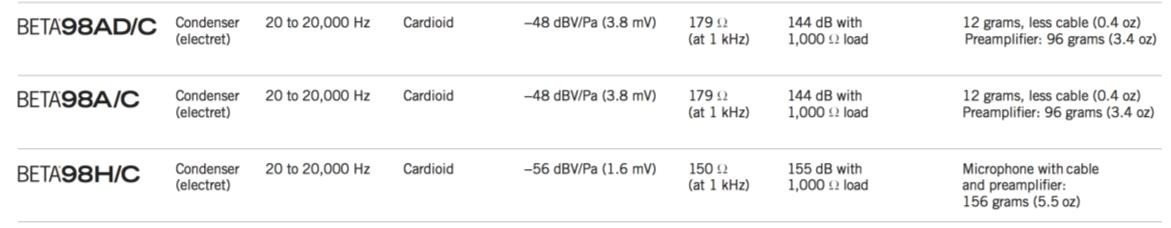 BETA98AD/C Condenser 20 to 20,000 Hz Cardioid –48 dBV/Pa (3.8 mV) 179 Ω 144 dB with 12 grams, less cable (0.4 oz)
(electret) (at 1 kHz) 1,000 Ω load Preamplifier: 96 grams (3.4 oz)
BETA98A/C Condenser 20 to 20,000 Hz Cardioid –48 dBV/Pa (3.8 mV) 179 Ω 144 dB with 12 grams, less cable (0.4 oz)
(electret) (at 1 kHz) 1,000 Ω load Preamplifier: 96 grams (3.4 oz)
BETA98H/C Condenser 20 to 20,000 Hz Cardioid –56 dBV/Pa (1.6 mV) 150 Ω 155 dB with Microphone with cable
(electret) (at 1 kHz) 1,000 Ω load and preamplifier:
156 grams (5.5 oz)